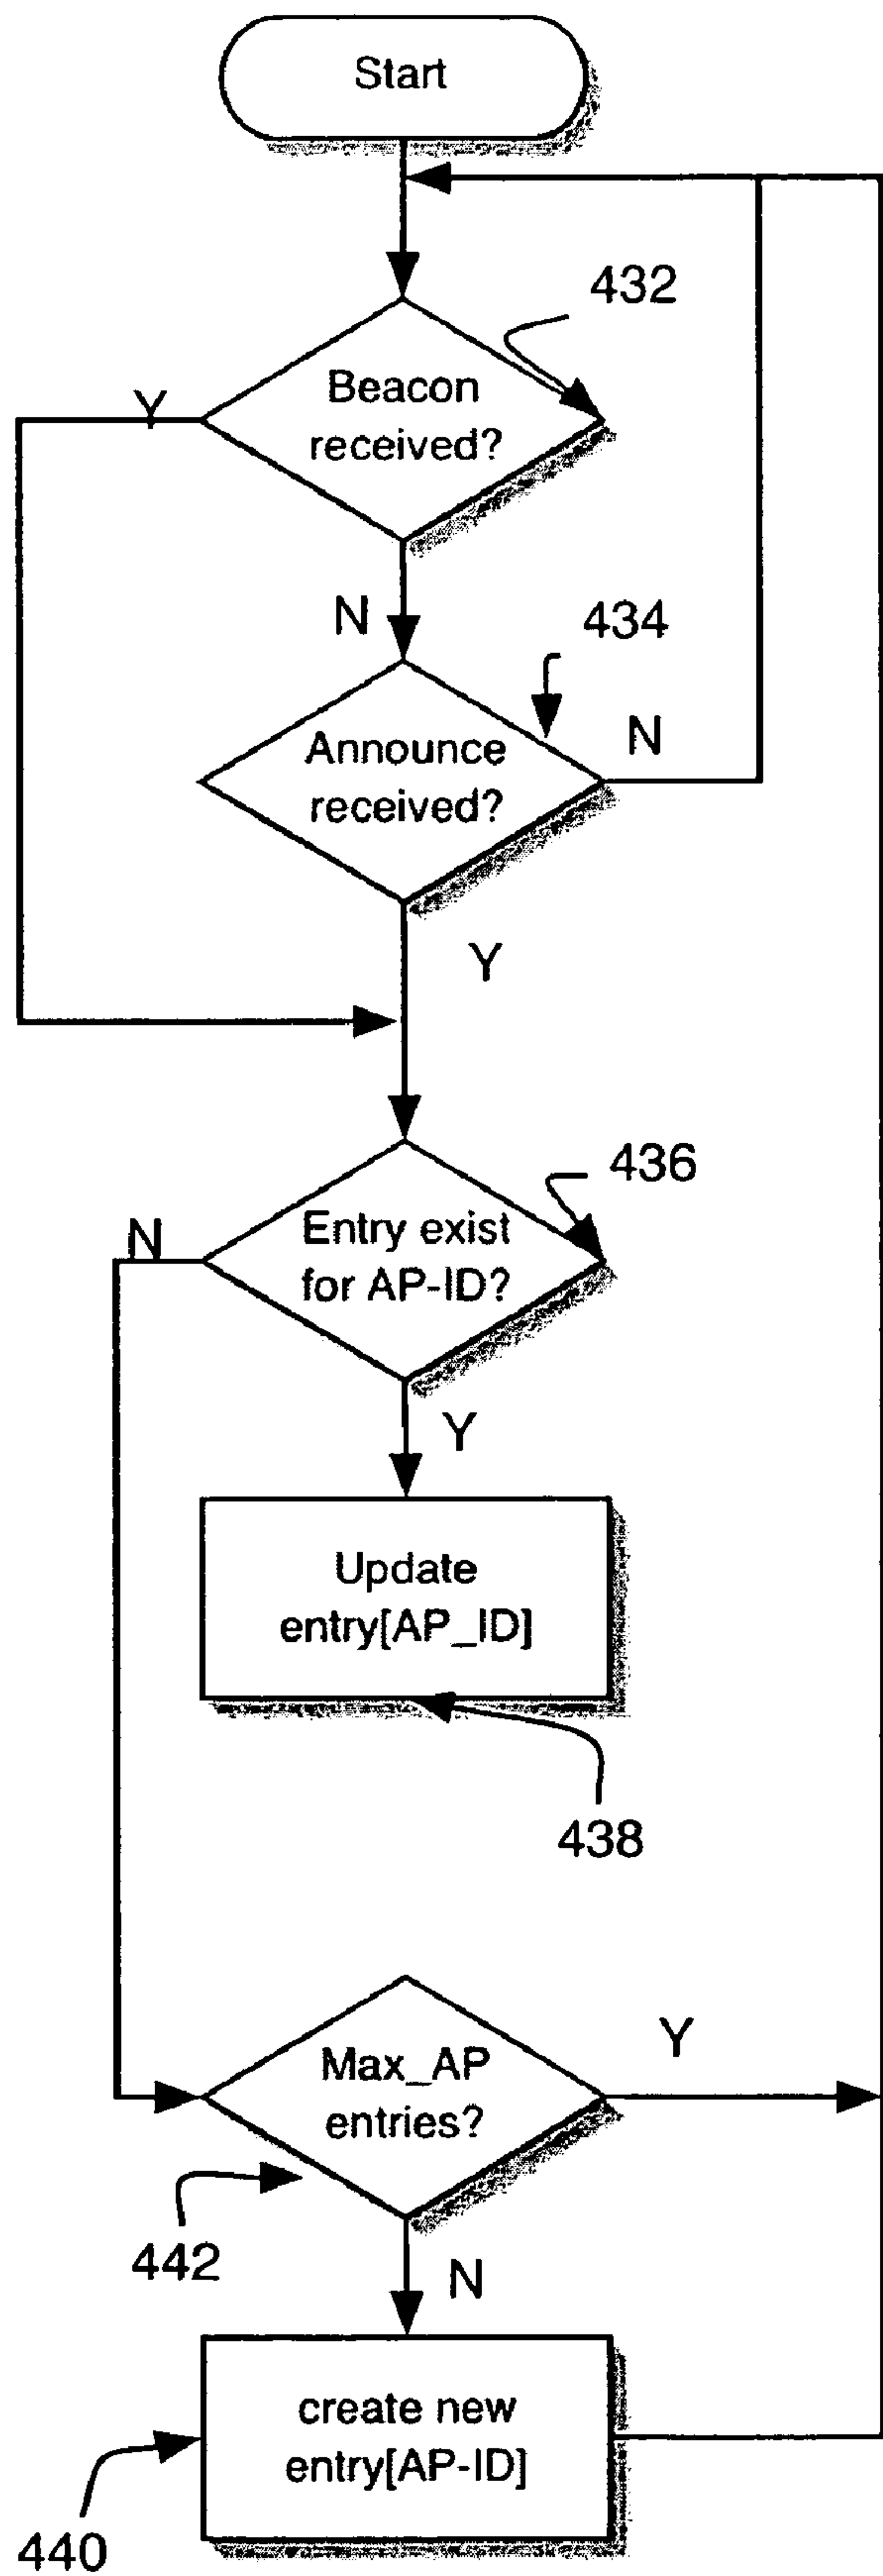 Start
432
Beacon
received?
Y
N
434
Announce
received?
N
Y
436
Entry exist
for AP-ID?
N
Y
Update
entry[AP_ID]
438
Max_AP
entries?
Y
442
N
create new
entry[AP-ID]
440